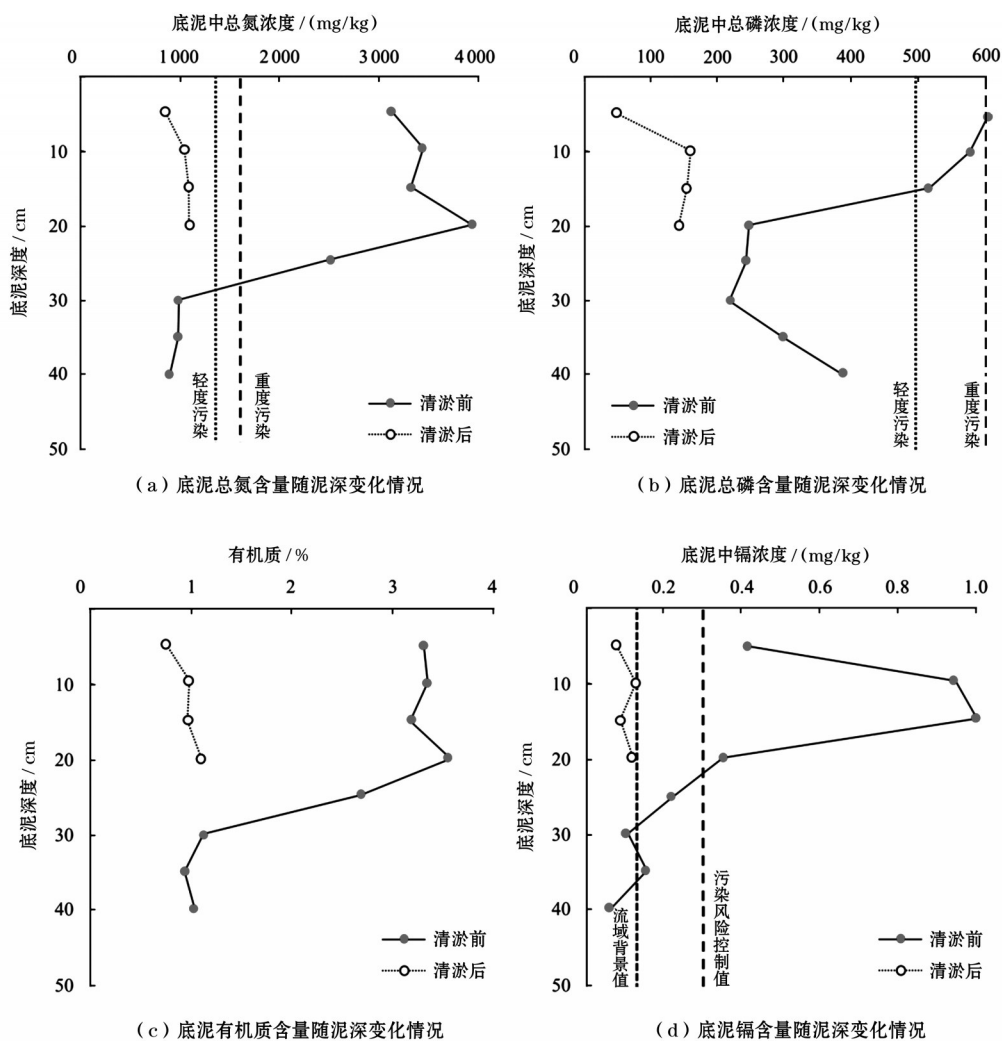 底泥中总氮浓度 / (mg/kg)
0 1 000 2 000 3 000 4 000
10
20
30
40
50
底泥深度 / cm
轻度污染
重度污染
清淤前
清淤后
（a）底泥总氮含量随泥深变化情况
底泥中总磷浓度 / (mg/kg)
0 100 200 300 400 500 600
10
20
30
40
50
底泥深度 / cm
轻度污染
重度污染
清淤前
清淤后
（b）底泥总磷含量随泥深变化情况
有机质 / %
0 1 2 3 4
10
20
30
40
50
底泥深度 / cm
清淤前
清淤后
（c）底泥有机质含量随泥深变化情况
底泥中镉浓度 / (mg/kg)
0 0.2 0.4 0.6 0.8 1.0
10
20
30
40
50
底泥深度 / cm
流域背景值
污染风险控制值
清淤前
清淤后
（d）底泥镉含量随泥深变化情况